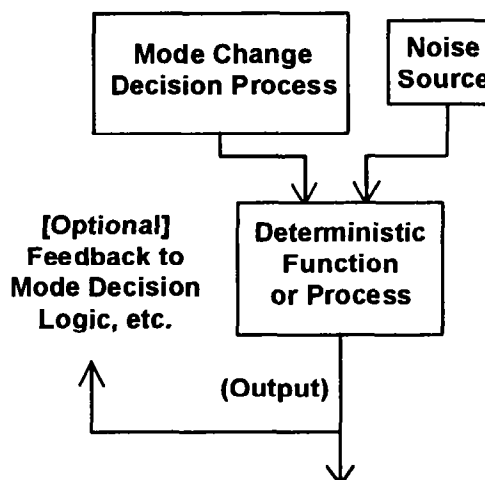 Mode Change
Decision Process
Noise
Source
[Optional]
Feedback to
Mode Decision
Logic, etc.
Deterministic
Function
or Process
(Output)